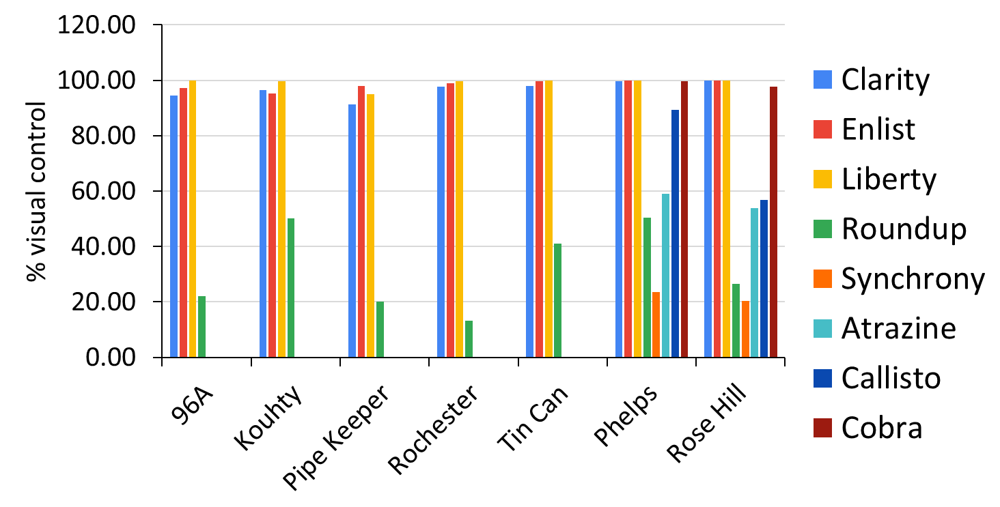 120.00
100.00
80.00
60.00
40.00
20.00
0.00
% visual control
96A
Kouhty
Pipe Keeper
Rochester
Tin Can
Phelps
Rose Hill
Clarity
Enlist
Liberty
Roundup
Synchrony
Atrazine
Callisto
Cobra